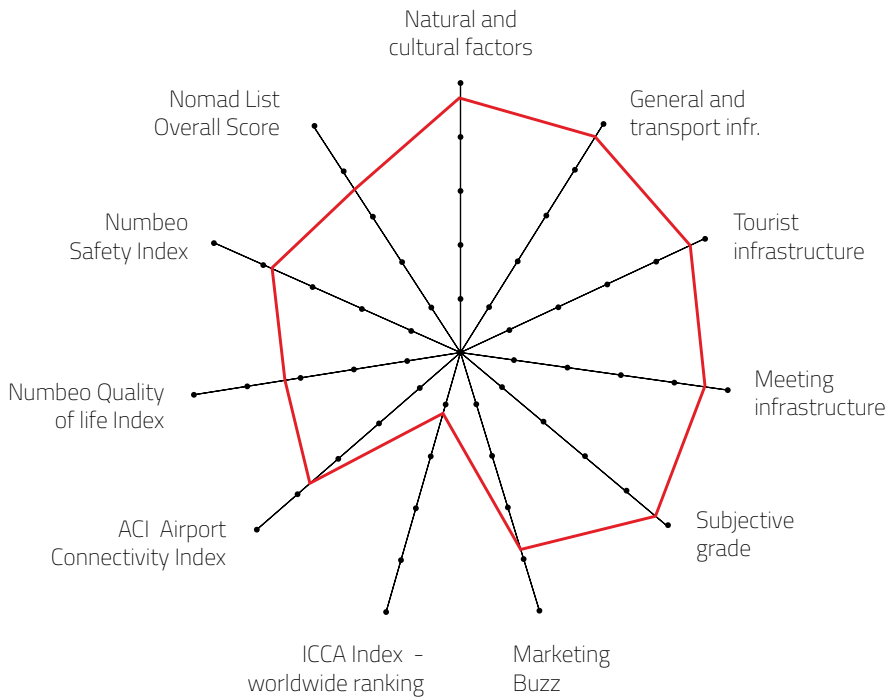 Natural and
cultural factors
General and
transport infr.
Tourist
infrastructure
Meeting
infrastructure
Subjective
grade
Marketing
Buzz
ICCA Index -
worldwide ranking
ACI Airport
Connectivity Index
Numbeo Quality
of life Index
Numbeo
Safety Index
Nomad List
Overall Score